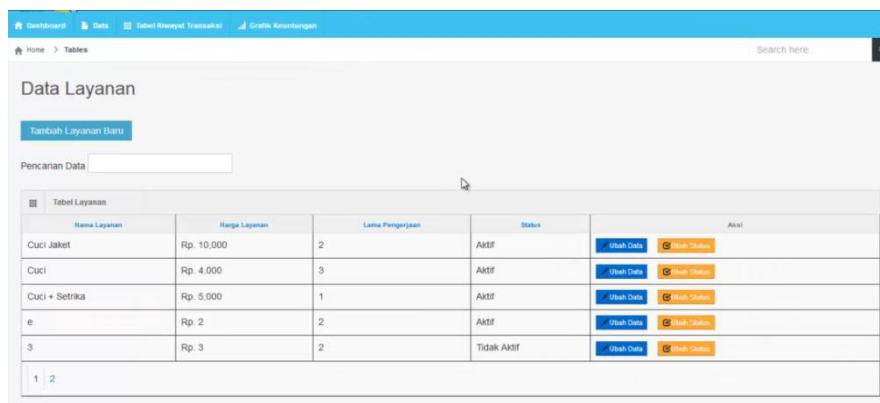 Dashboard Data Tabel Riwayat Transaksi Grafik Keuntungan
Home > Tables Search here
Data Layanan
Tambah Layanan Baru
Pencarian Data
Tabel Layanan
Nama Layanan Harga Layanan Lama Pengerjaan Status Aksi
Cuci Jaket Rp. 10,000 2 Aktif Ubah Data Ubah Status
Cuci Rp. 4,000 3 Aktif Ubah Data Ubah Status
Cuci + Setrika Rp. 5,000 1 Aktif Ubah Data Ubah Status
e Rp. 2 2 Aktif Ubah Data Ubah Status
3 Rp. 3 2 Tidak Aktif Ubah Data Ubah Status
1 2